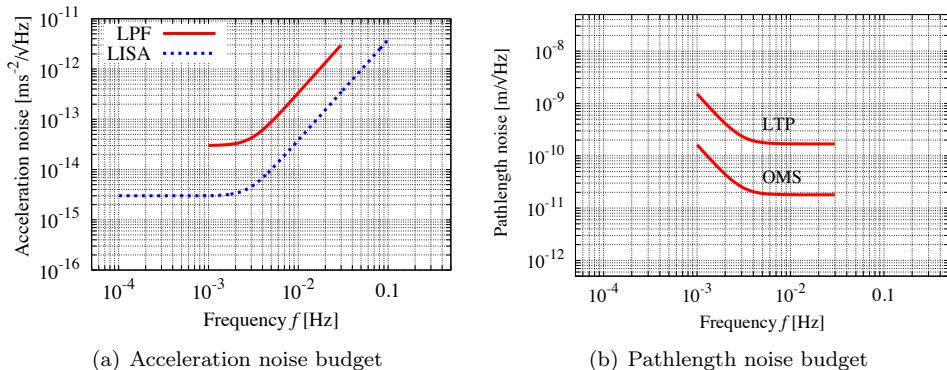 Acceleration noise [ms⁻²/√Hz]
10⁻¹¹
10⁻¹²
10⁻¹³
10⁻¹⁴
10⁻¹⁵
10⁻¹⁶
LPF
LISA
10⁻⁴ 10⁻³ 10⁻² 0.1
Frequency f [Hz]
(a) Acceleration noise budget
Pathlength noise [m/√Hz]
10⁻⁸
10⁻⁹
10⁻¹⁰
10⁻¹¹
10⁻¹²
LTP
OMS
10⁻⁴ 10⁻³ 10⁻² 0.1
Frequency f [Hz]
(b) Pathlength noise budget